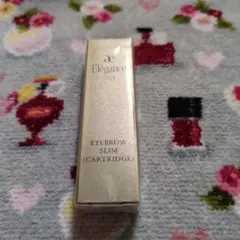 Elégance
EYEBROW
SLIM
(CARTRIDGE)